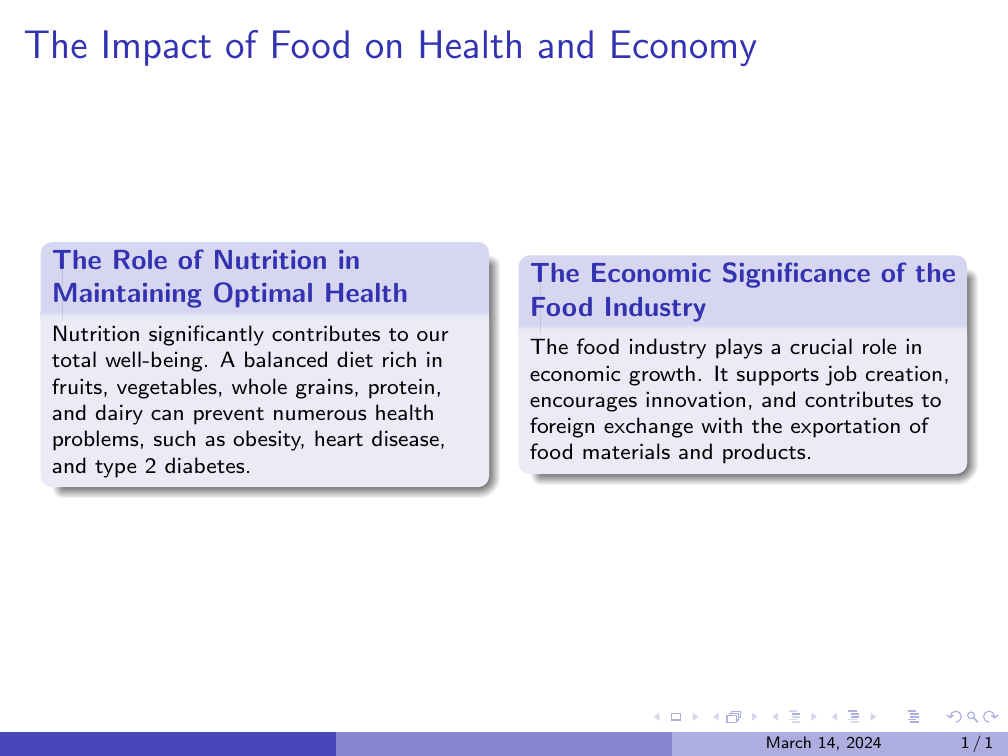 The Impact of Food on Health and Economy
The Role of Nutrition in
Maintaining Optimal Health
Nutrition significantly contributes to our
total well-being. A balanced diet rich in
fruits, vegetables, whole grains, protein,
and dairy can prevent numerous health
problems, such as obesity, heart disease,
and type 2 diabetes.
The Economic Significance of the
Food Industry
The food industry plays a crucial role in
economic growth. It supports job creation,
encourages innovation, and contributes to
foreign exchange with the exportation of
food materials and products.
March 14, 2024
1 / 1